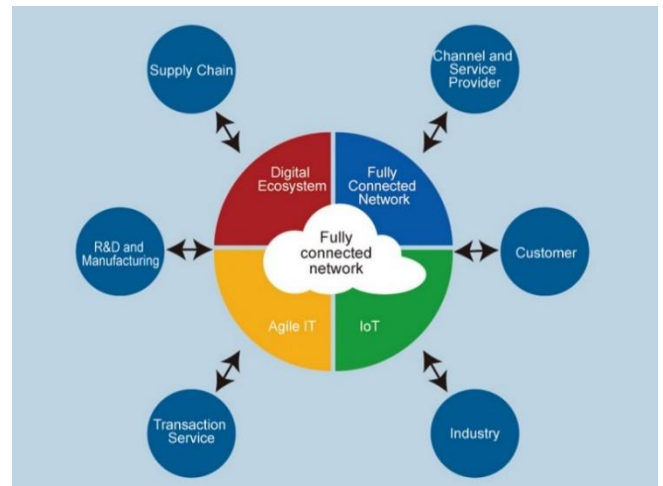 Supply Chain
Channel and
Service
Provider
Digital
Ecosystem
Fully
Connected
Network
Fully
connected
network
R&D and
Manufacturing
Customer
Agile IT
IoT
Transaction
Service
Industry